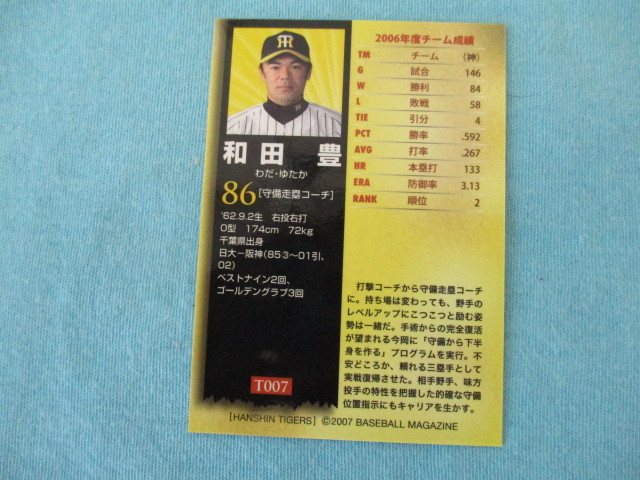 和田 豊
わだ・ゆたか
86 [守備走塁コーチ]
'62.9.2生 右投右打
O型 174cm 72kg
千葉県出身
日大－阪神(85③〜01引、
02)
ベストナイン2回、
ゴールデングラブ3回
T007
2006年度チーム成績
TM チーム (神)
G 試合 146
W 勝利 84
L 敗戦 58
TIE 引分 4
PCT 勝率 .592
AVG 打率 .267
HR 本塁打 133
ERA 防御率 3.13
RANK 順位 2
打撃コーチから守備走塁コーチ
に。持ち場は変わっても、野手の
レベルアップにこつこつと励む姿
勢は一緒だ。手術からの完全復活
が望まれる今岡に「守備から下半
身を作る」プログラムを実行。不
安どころか、頼れる三塁手として
実戦復帰させた。相手野手、味方
投手の特性を把握した的確な守備
位置指示にもキャリアを生かす。
[HANSHIN TIGERS] ©2007 BASEBALL MAGAZINE